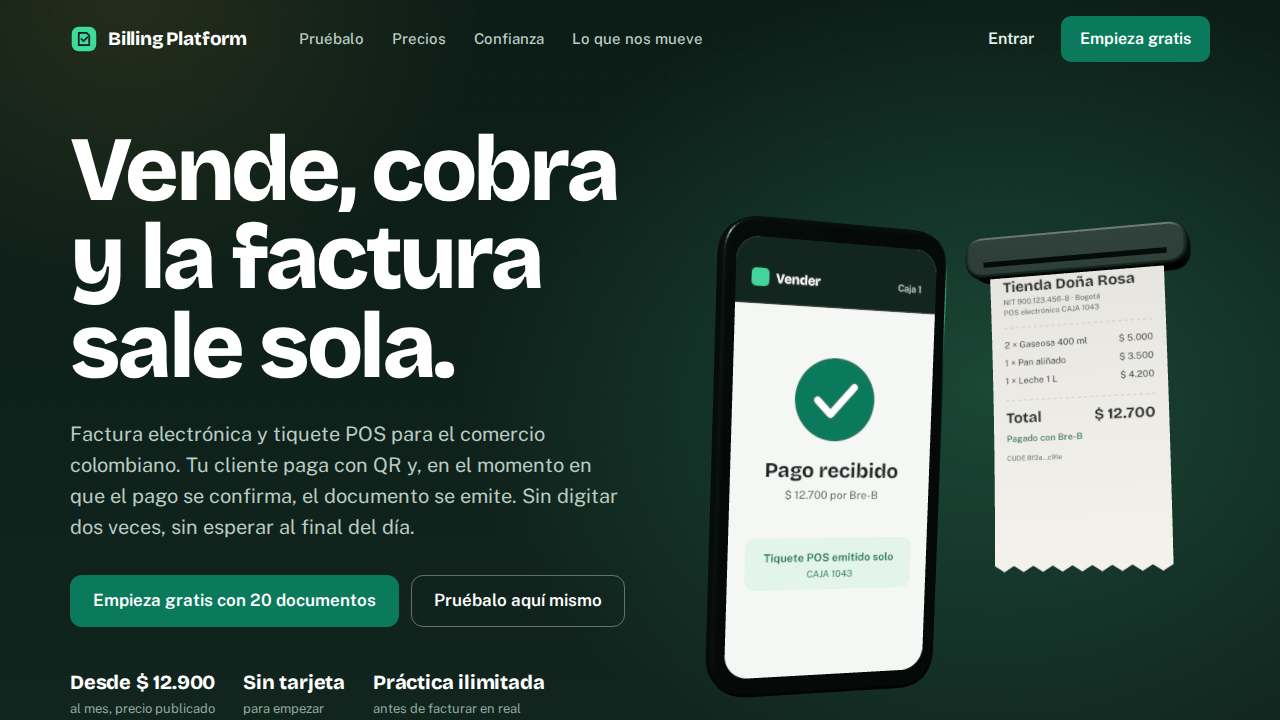 Billing Platform
Pruébalo
Precios
Confianza
Lo que nos mueve
Entrar
Empieza gratis
Vende, cobra
y la factura
sale sola.
Factura electrónica y tiquete POS para el comercio
colombiano. Tu cliente paga con QR y, en el momento en
que el pago se confirma, el documento se emite. Sin digitar
dos veces, sin esperar al final del día.
Empieza gratis con 20 documentos
Pruébalo aquí mismo
Desde $ 12.900
al mes, precio publicado
Sin tarjeta
para empezar
Práctica ilimitada
antes de facturar en real
Vender
Caja 1
Pago recibido
$ 12.700 por Bre-B
Tiquete POS emitido solo
CAJA 1043
Tienda Doña Rosa
NIT 900.123.456-8 · Bogotá
POS electrónico CAJA 1043
2 × Gaseosa 400 ml $ 5.000
1 × Pan aliñado $ 3.500
1 × Leche 1 L $ 4.200
Total $ 12.700
Pagado con Bre-B